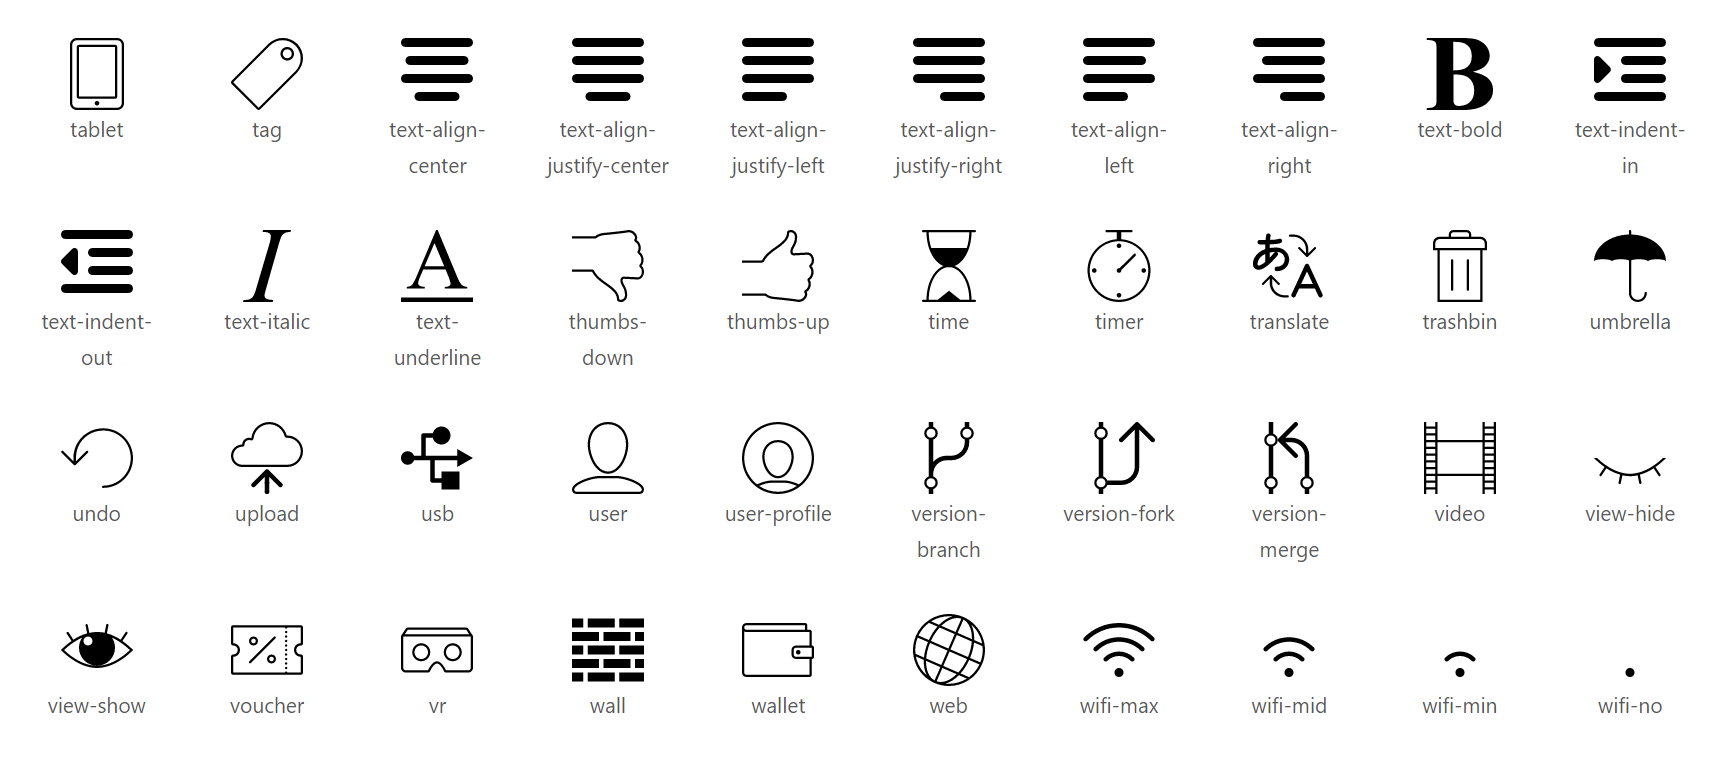 tablet
tag
text-align-
center
text-align-
justify-center
text-align-
justify-left
text-align-
justify-right
text-align-
left
text-align-
right
B
text-bold
text-indent-
in
text-indent-
out
I
text-italic
A
text-
underline
thumbs-
down
thumbs-up
time
timer
あ
A
translate
trashbin
umbrella
undo
upload
usb
user
user-profile
version-
branch
version-fork
version-
merge
video
view-hide
view-show
%
voucher
vr
wall
wallet
web
wifi-max
wifi-mid
wifi-min
wifi-no